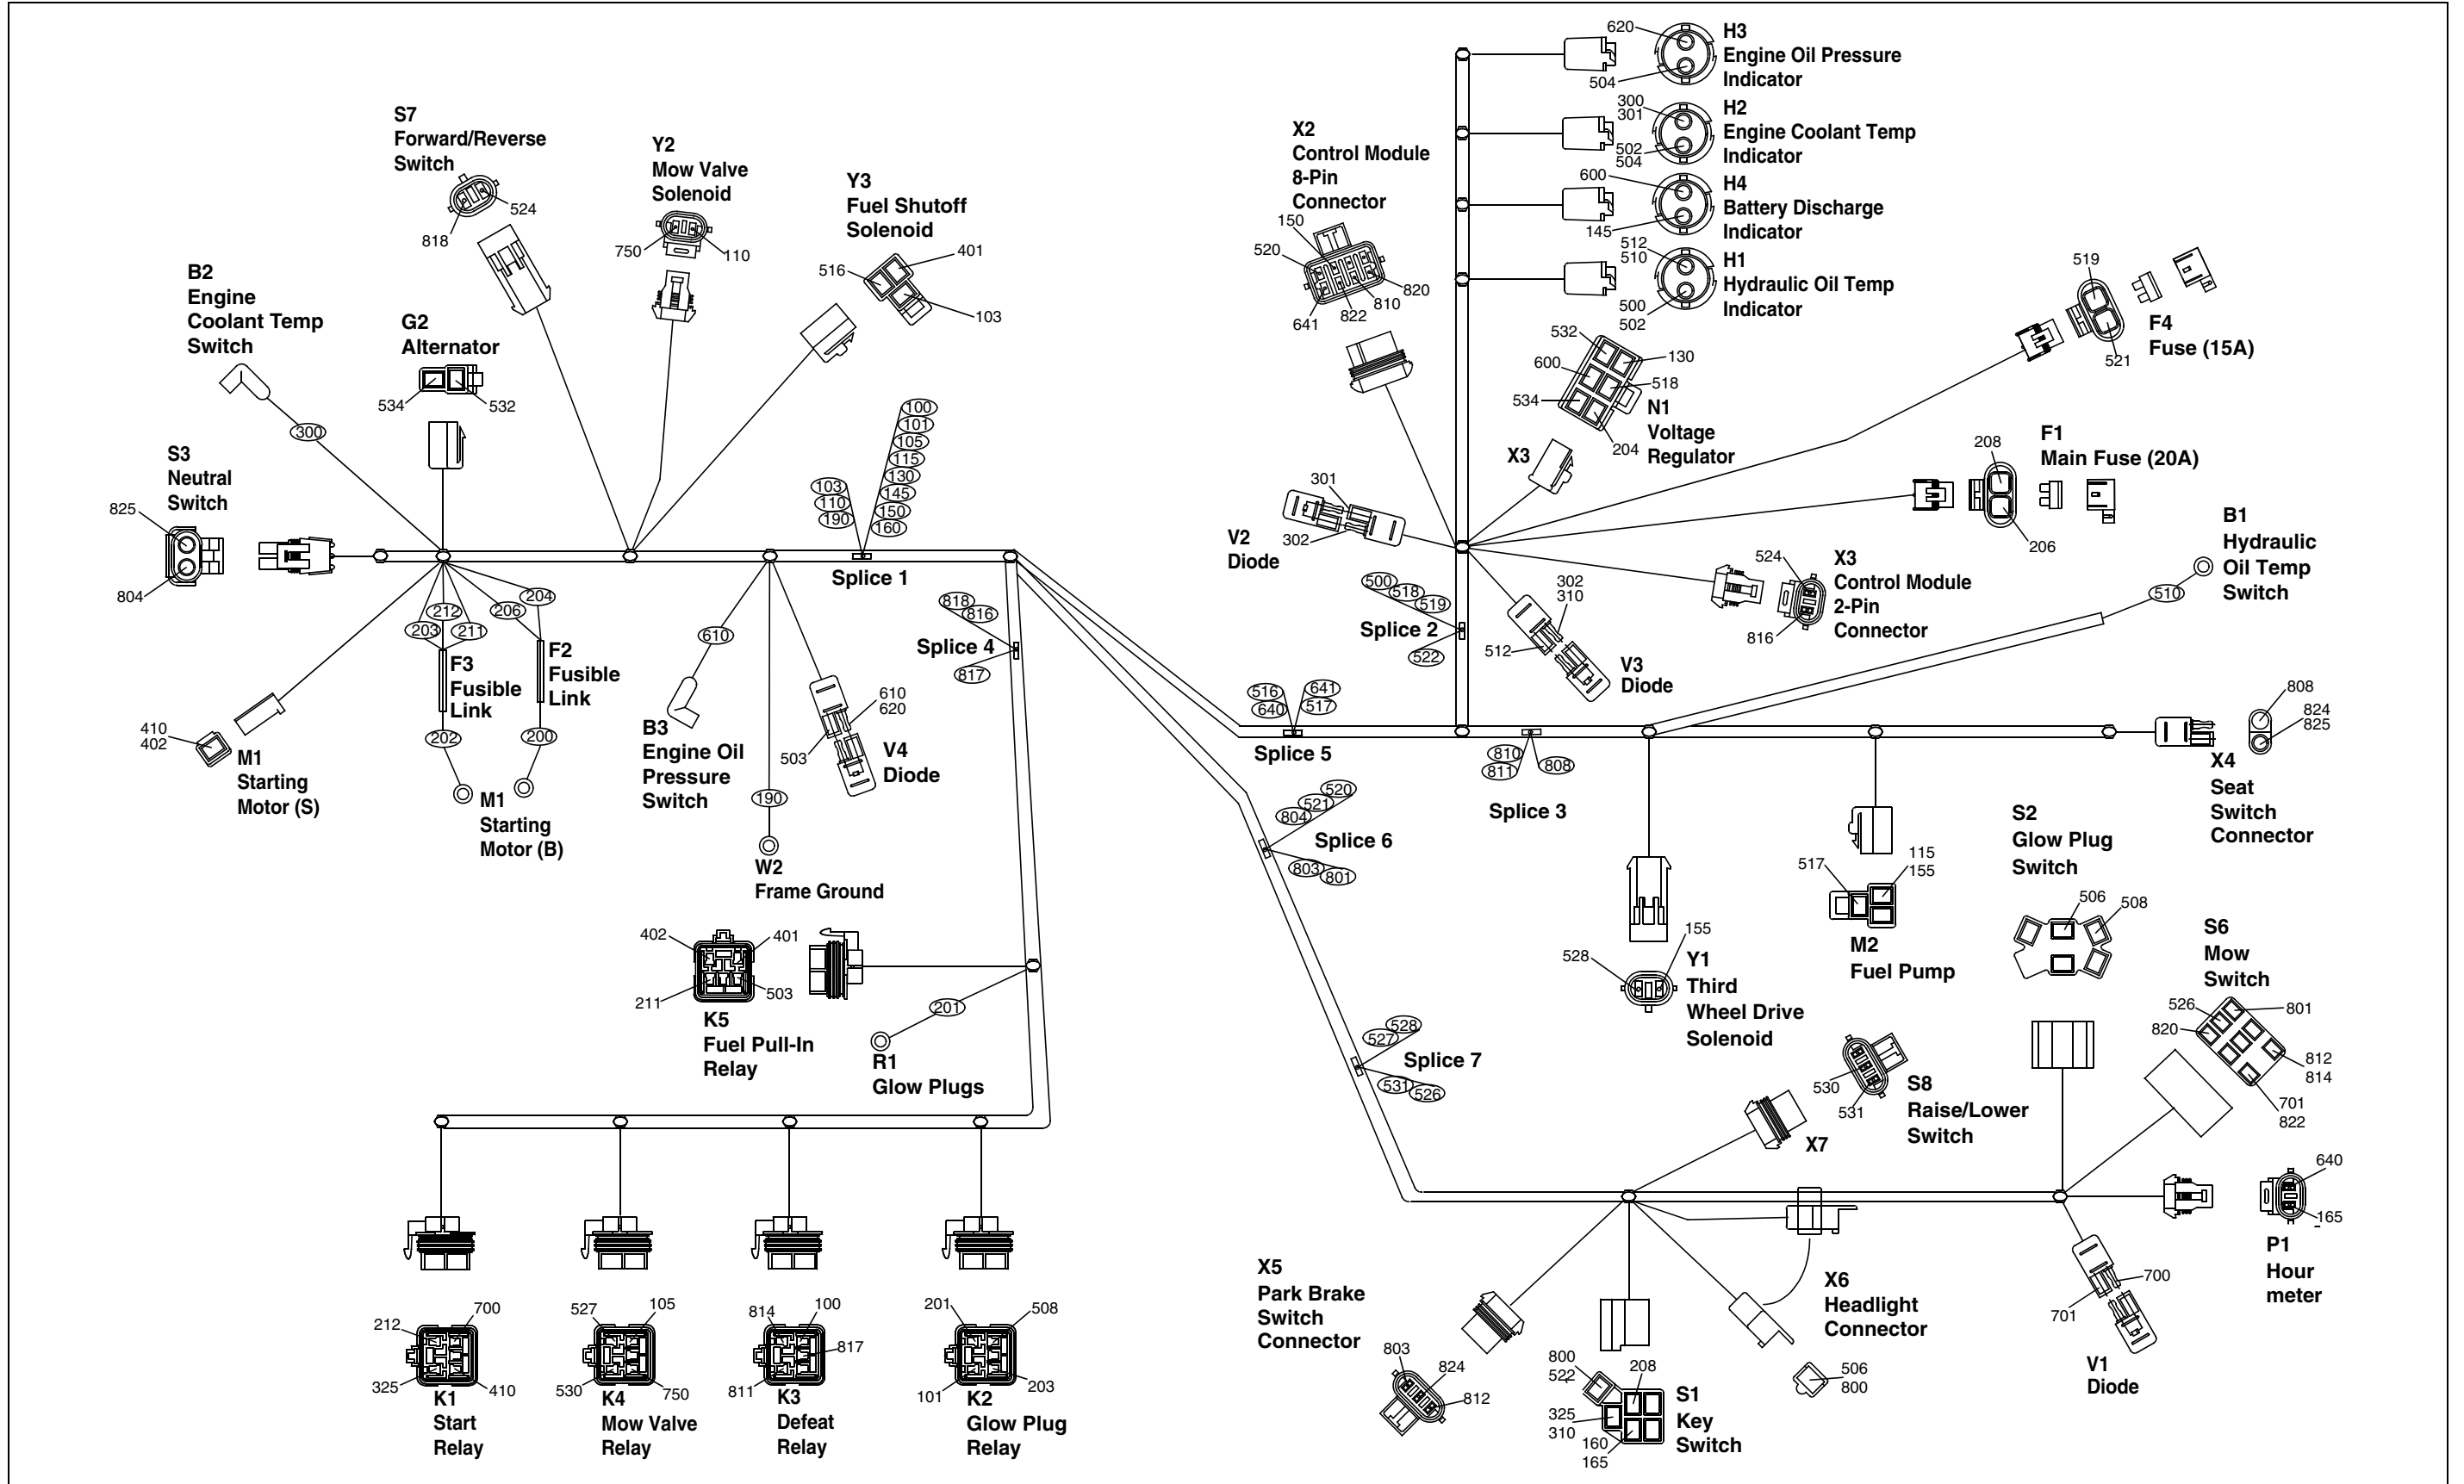 S7
Forward/Reverse
Switch
524
818
Y2
Mow Valve
Solenoid
750
110
Y3
Fuel Shutoff
Solenoid
516
401
103
B2
Engine
Coolant Temp
Switch
300
G2
Alternator
534
532
S3
Neutral
Switch
825
804
100
101
105
115
130
145
150
160
103
110
190
Splice 1
212
203
211
206
204
F3
Fusible
Link
F2
Fusible
Link
202
200
410
402
M1
Starting
Motor (S)
M1
Starting
Motor (B)
610
B3
Engine Oil
Pressure
Switch
190
W2
Frame Ground
610
620
503
V4
Diode
818
816
Splice 4
817
402
401
211
503
K5
Fuel Pull-In
Relay
201
R1
Glow Plugs
212
700
325
410
K1
Start
Relay
527
105
530
750
K4
Mow Valve
Relay
814
100
817
811
K3
Defeat
Relay
201
508
101
203
K2
Glow Plug
Relay
620
504
H3
Engine Oil Pressure
Indicator
300
301
502
504
H2
Engine Coolant Temp
Indicator
600
145
H4
Battery Discharge
Indicator
512
510
500
502
H1
Hydraulic Oil Temp
Indicator
X2
Control Module
8-Pin
Connector
150
520
820
810
822
641
532
130
600
518
534
204
N1
Voltage
Regulator
X3
519
521
F4
Fuse (15A)
208
206
F1
Main Fuse (20A)
301
302
V2
Diode
500
518
519
Splice 2
522
302
310
512
V3
Diode
524
816
X3
Control Module
2-Pin
Connector
B1
Hydraulic
Oil Temp
Switch
510
516
640
641
517
Splice 5
810
811
808
Splice 3
808
824
825
X4
Seat
Switch
Connector
520
521
804
Splice 6
803
801
528
527
Splice 7
531
526
155
528
Y1
Third
Wheel Drive
Solenoid
517
115
155
M2
Fuel Pump
S2
Glow Plug
Switch
506
508
S6
Mow
Switch
526
801
820
812
814
701
822
530
531
S8
Raise/Lower
Switch
X7
640
165
P1
Hour
meter
700
701
V1
Diode
X5
Park Brake
Switch
Connector
803
824
812
800
522
208
325
310
160
165
S1
Key
Switch
X6
Headlight
Connector
506
800